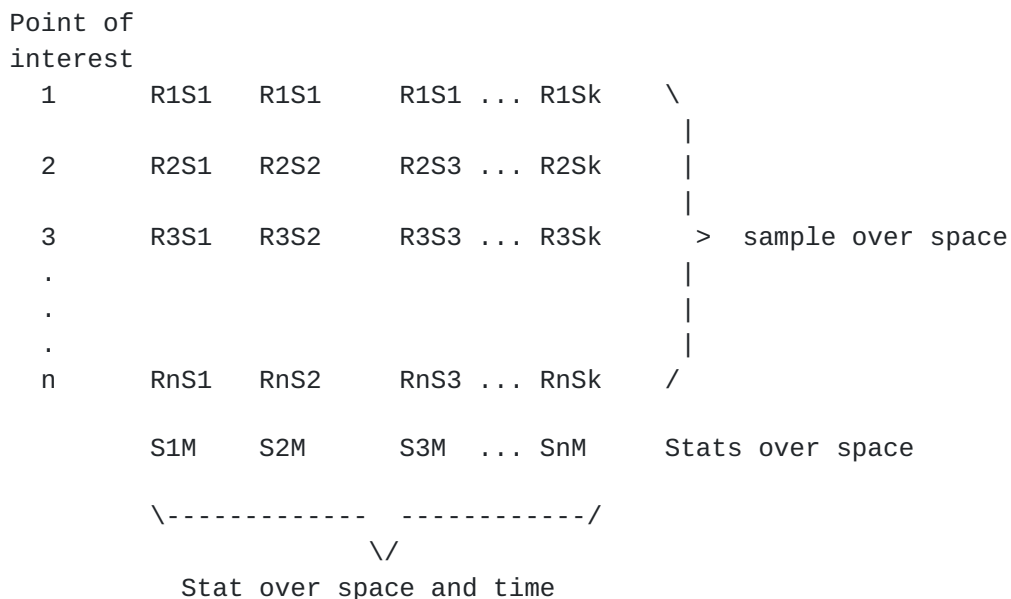 Point of
interest
1 R1S1 R1S1 R1S1 ... R1Sk \
|
2 R2S1 R2S2 R2S3 ... R2Sk |
|
3 R3S1 R3S2 R3S3 ... R3Sk > sample over space
. |
. |
. |
n RnS1 RnS2 RnS3 ... RnSk /
S1M S2M S3M ... SnM Stats over space
\------------- ------------/
\/
Stat over space and time